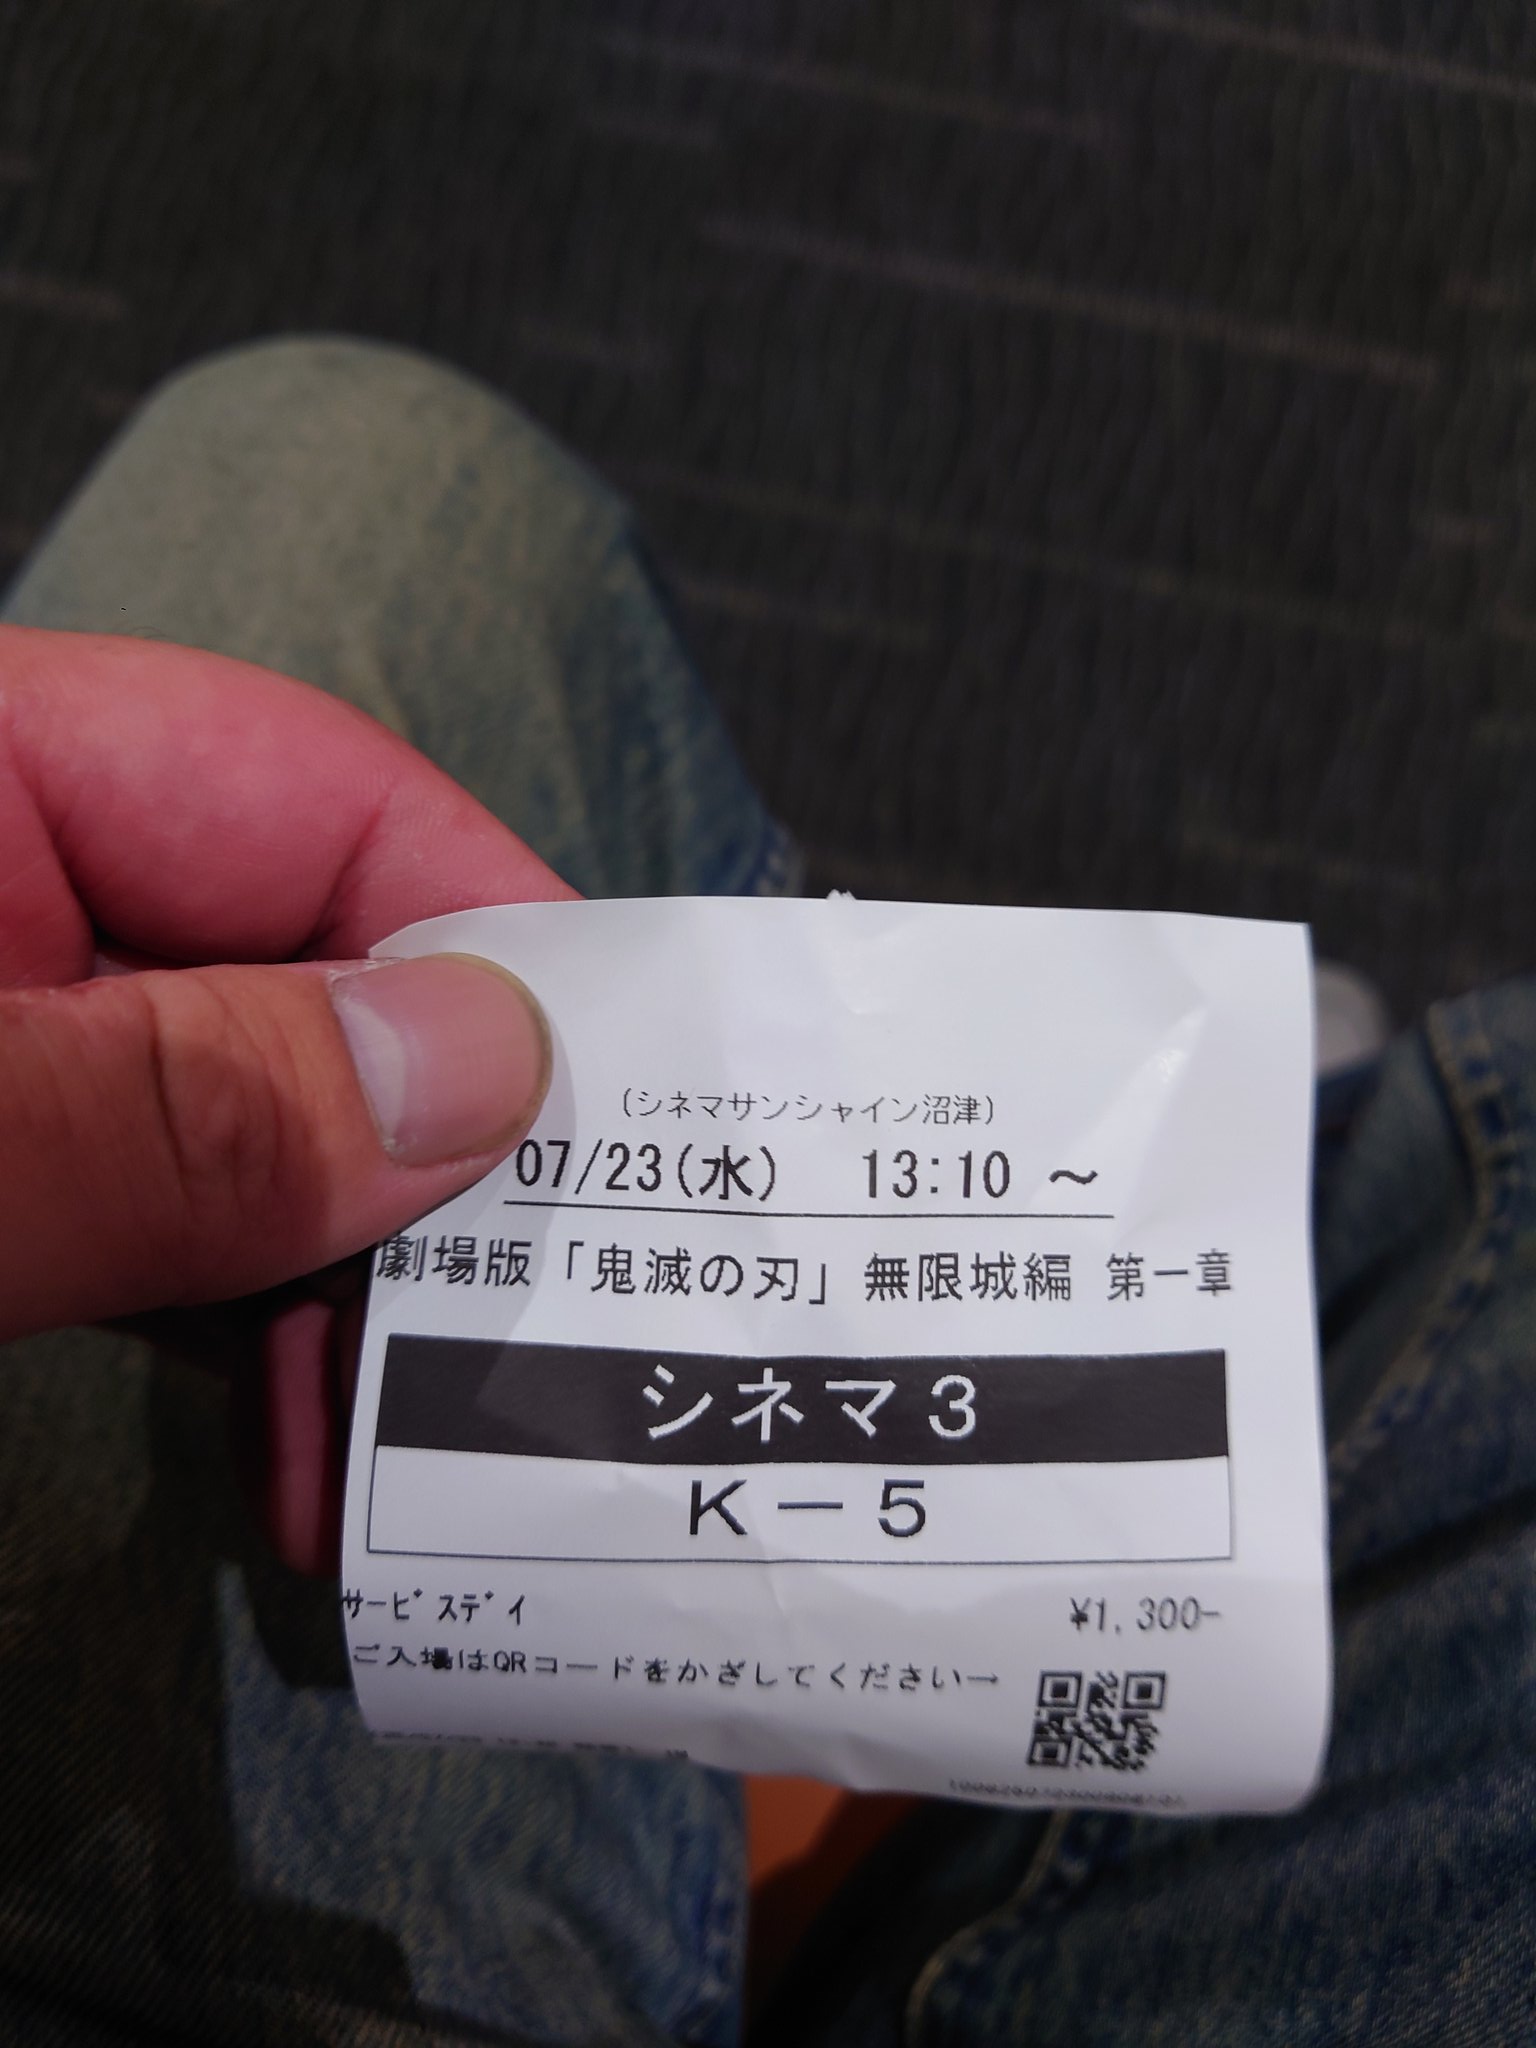 (シネマサンシャイン沼津)
07/23(水) 13:10 ～
劇場版「鬼滅の刃」無限城編 第一章
シネマ3
K－5
ｻｰﾋﾞｽﾃﾞｲ ¥1,300-
ご入場はQRコードをかざしてください→